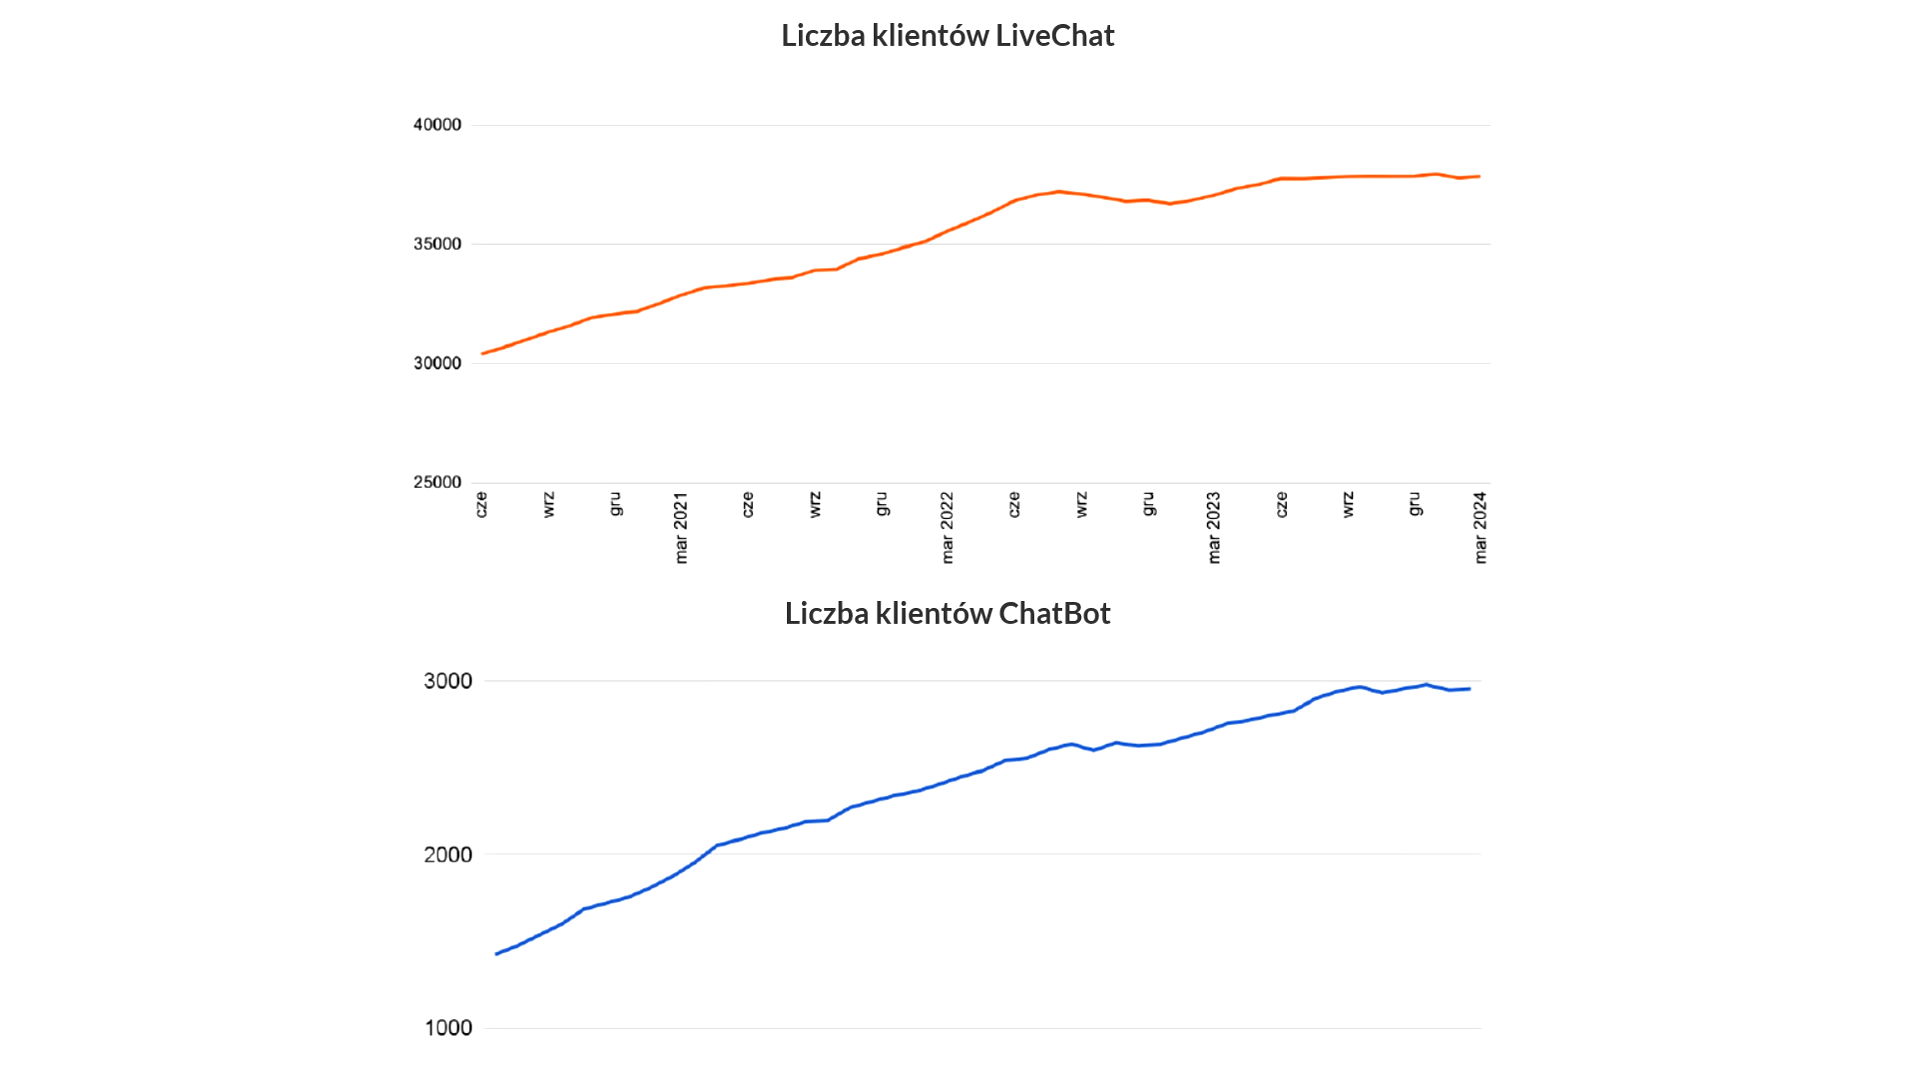 Liczba klientów LiveChat
40000
35000
30000
25000
cze
wrz
gru
mar 2021
cze
wrz
gru
mar 2022
cze
wrz
gru
mar 2023
cze
wrz
gru
mar 2024
Liczba klientów ChatBot
3000
2000
1000